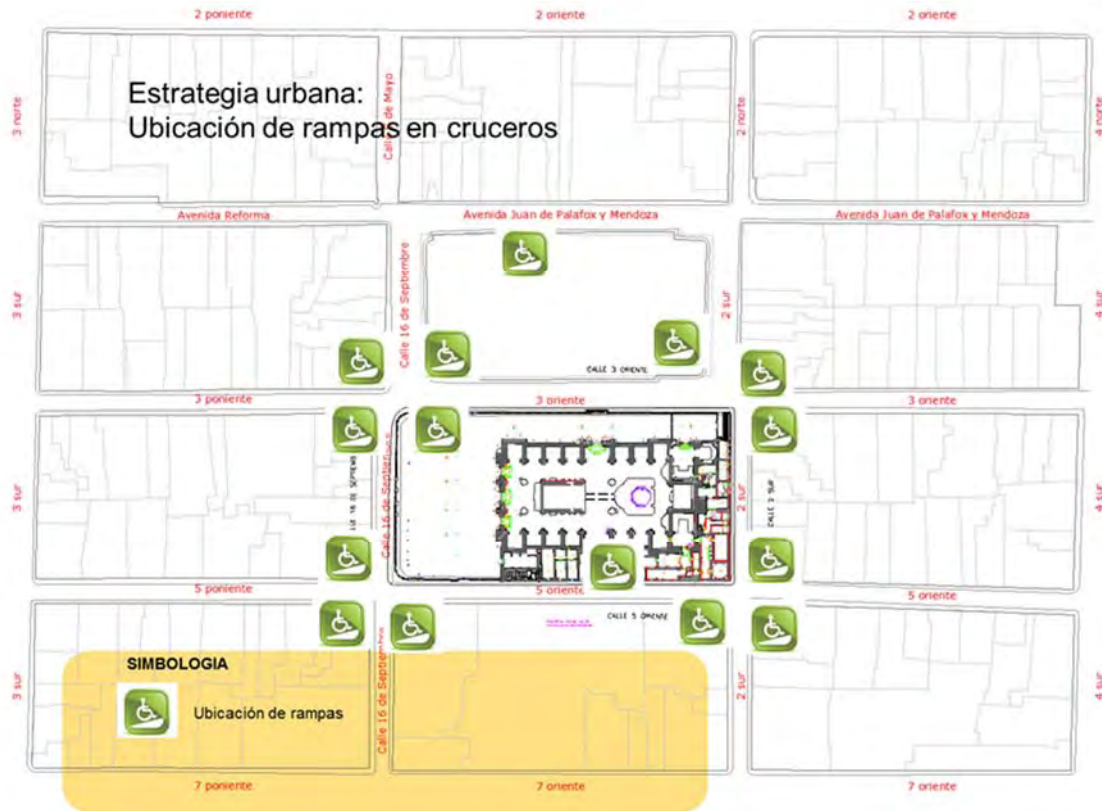 2 poniente
2 oriente
2 oriente
Estrategia urbana:
Ubicación de rampas en cruceros
3 norte
de Mayo
2 norte
4 norte
Avenida Reforma
Avenida Juan de Palafox y Mendoza
Avenida Juan de Palafox y Mendoza
3 sur
Calle 16 de Septiembre
2 sur
4 sur
CALLE 3 ORIENTE
3 poniente
3 oriente
3 oriente
3 sur
Calle 16 de
2 sur
CALLE 2 SUR
4 sur
5 poniente
5 oriente
5 oriente
CALLE 5 ORIENTE
SIMBOLOGIA
Ubicación de rampas
3 sur
Calle 16 de Septiembre
2 sur
4 sur
7 poniente
7 oriente
7 oriente